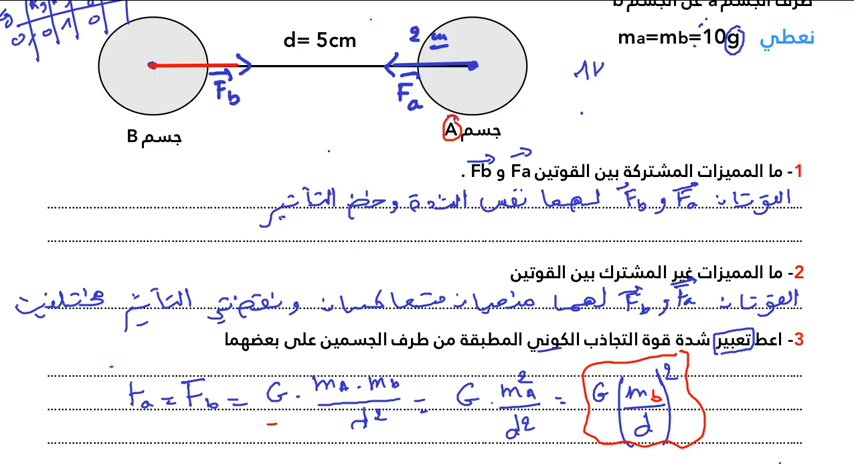 طرف الجسم a على الجسم b
نعطي ma=mb=10g
d= 5cm
2 m
Fb
Fa
جسم A
جسم B
1- ما المميزات المشتركة بين القوتين Fa و Fb .
القوتان Fa و Fb لهما نفس الشدة وخط التأثير
2- ما المميزات غير المشترك بين القوتين
القوتان Fa و Fb لهما منحيان متعاكسان ونقطتي التأثير مختلفتين
3- اعط تعبير شدة قوة التجاذب الكوني المطبقة من طرف الجسمين على بعضهما
Fa = Fb = G . mA . mb / d² = G . mA² / d² = G (mb / d)²